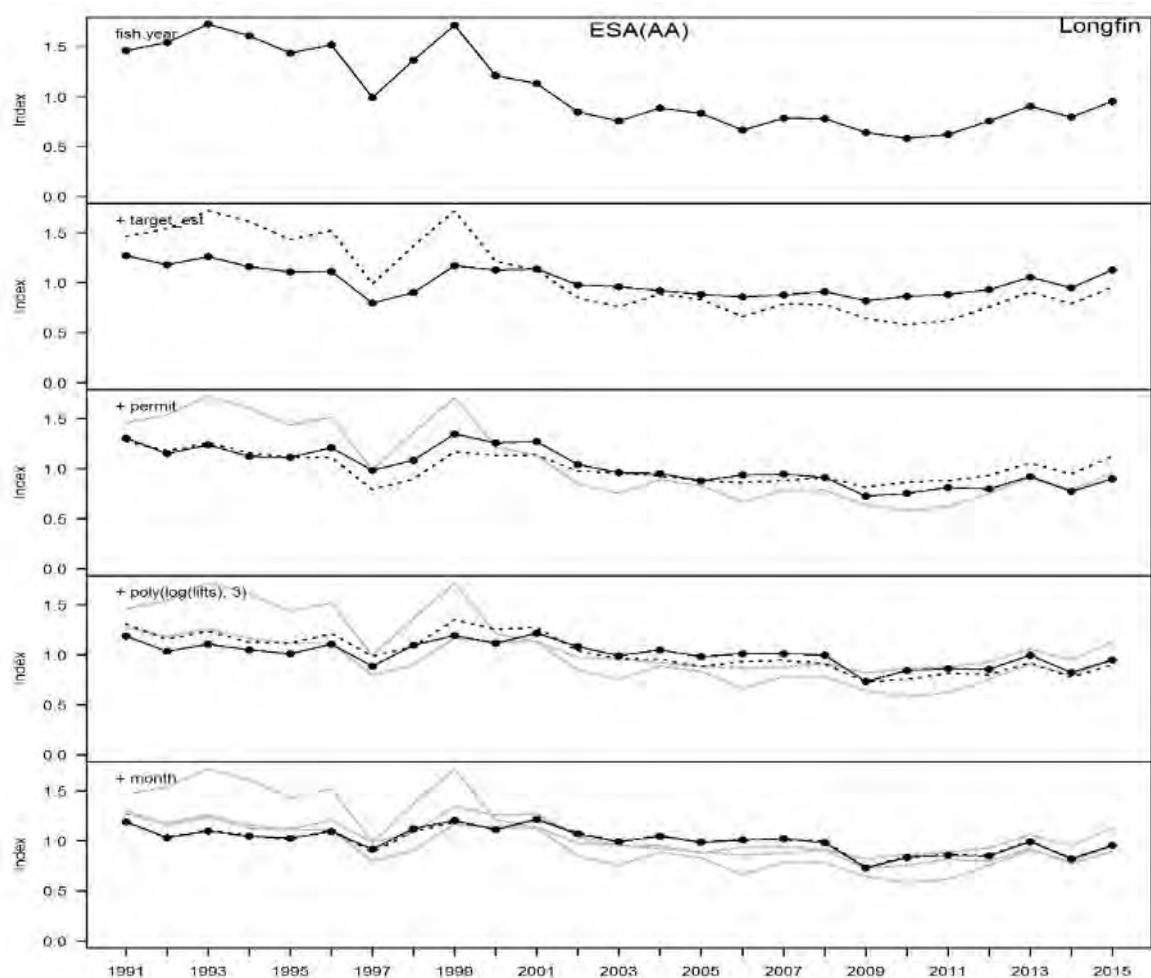 ESA(AA) Longfin
fish year
1.5
1.0
0.5
0.0
Index
+ target_est
1.5
1.0
0.5
0.0
Index
+ permit
1.5
1.0
0.5
0.0
Index
+ poly(log(lifts), 3)
1.5
1.0
0.5
0.0
Index
+ month
1.5
1.0
0.5
0.0
Index
1991 1993 1995 1997 1999 2001 2003 2005 2007 2009 2011 2013 2015